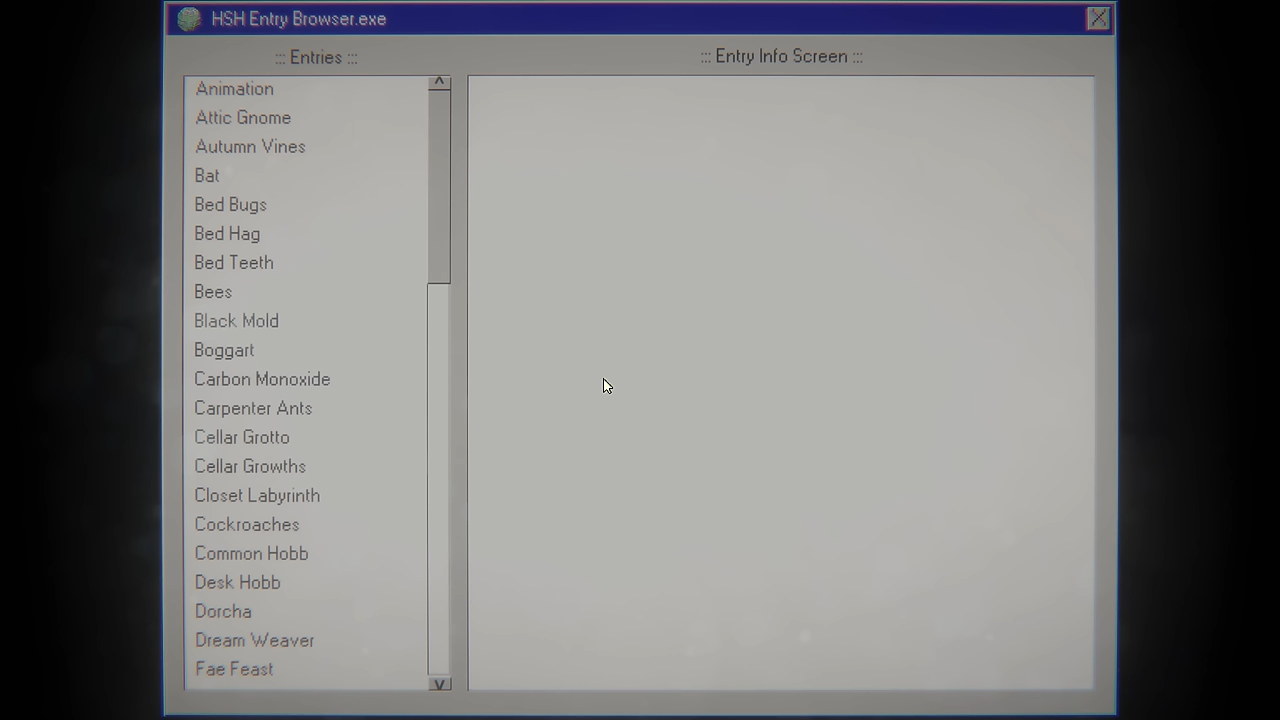 HSH Entry Browser.exe
::: Entries :::
::: Entry Info Screen :::
Animation
Attic Gnome
Autumn Vines
Bat
Bed Bugs
Bed Hag
Bed Teeth
Bees
Black Mold
Boggart
Carbon Monoxide
Carpenter Ants
Cellar Grotto
Cellar Growths
Closet Labyrinth
Cockroaches
Common Hobb
Desk Hobb
Dorcha
Dream Weaver
Fae Feast